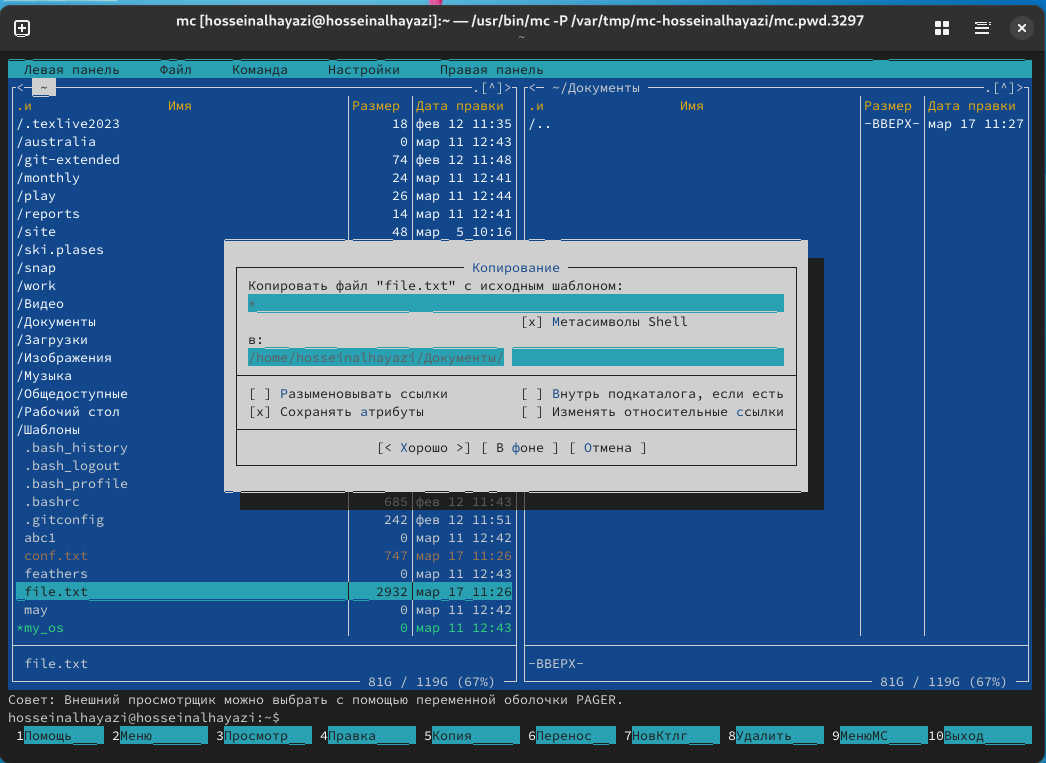 mc [hosseinalhayazi@hosseinalhayazi]:~ — /usr/bin/mc -P /var/tmp/mc-hosseinalhayazi/mc.pwd.3297
~
Левая панель Файл Команда Настройки Правая панель
<─ ~ .[^]> <─ ~/Документы .[^]>
.и Имя Размер Дата правки .и Имя Размер Дата правки
/.texlive2023 18 фев 12 11:35 /.. -ВВЕРХ- мар 17 11:27
/australia 0 мар 11 12:43
/git-extended 74 фев 12 11:48
/monthly 24 мар 11 12:41
/play 26 мар 11 12:44
/reports 14 мар 11 12:41
/site 48 мар 5 10:16
/ski.plases
/snap
/work
/Видео
/Документы
/Загрузки
/Изображения
/Музыка
/Общедоступные
/Рабочий стол
/Шаблоны
.bash_history
.bash_logout
.bash_profile
.bashrc 685 фев 12 11:43
.gitconfig 242 фев 12 11:51
abc1 0 мар 11 12:42
conf.txt 747 мар 17 11:26
feathers 0 мар 11 12:43
file.txt 2932 мар 17 11:26
may 0 мар 11 12:42
*my_os 0 мар 11 12:43
Копирование
Копировать файл "file.txt" с исходным шаблоном:
*
[x] Метасимволы Shell
в:
/home/hosseinalhayazi/Документы/
[ ] Разыменовывать ссылки [ ] Внутрь подкаталога, если есть
[x] Сохранять атрибуты [ ] Изменять относительные ссылки
[< Хорошо >] [ В фоне ] [ Отмена ]
file.txt -ВВЕРХ-
81G / 119G (67%) 81G / 119G (67%)
Совет: Внешний просмотрщик можно выбрать с помощью переменной оболочки PAGER.
hosseinalhayazi@hosseinalhayazi:~$
1Помощь 2Меню 3Просмотр 4Правка 5Копия 6Перенос 7НовКтлг 8Удалить 9МенюMC 10Выход